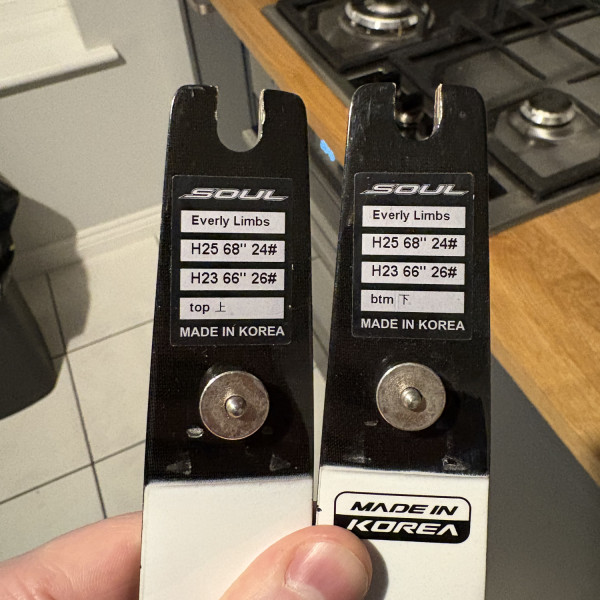 SOUL
Everly Limbs
H25 68" 24#
H23 66" 26#
top 上
MADE IN KOREA
SOUL
Everly Limbs
H25 68" 24#
H23 66" 26#
btm 下
MADE IN KOREA
MADE IN
KOREA